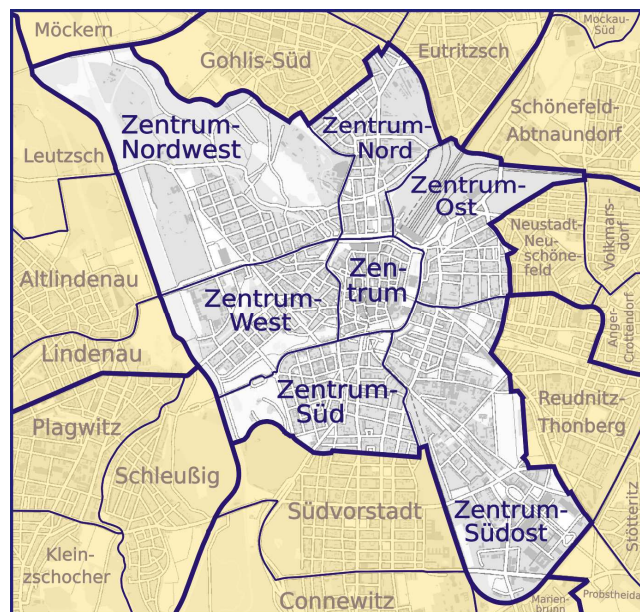 Möckern
Gohlis-Süd
Eutritzsch
Mockau-
Süd
Schönefeld-
Abtnaundorf
Zentrum-
Nordwest
Zentrum-
Nord
Leutzsch
Zentrum-
Ost
Neustadt-
Neu-
schöne-
feld
Volkmars-
dorf
Altlindenau
Zen-
trum
Zentrum-
West
Anger-
Crottendorf
Lindenau
Zentrum-
Süd
Reudnitz-
Thonberg
Plagwitz
Schleußig
Südvorstadt
Zentrum-
Südost
Stötteritz
Klein-
zschocher
Connewitz
Marien-
brunn
Probstheida